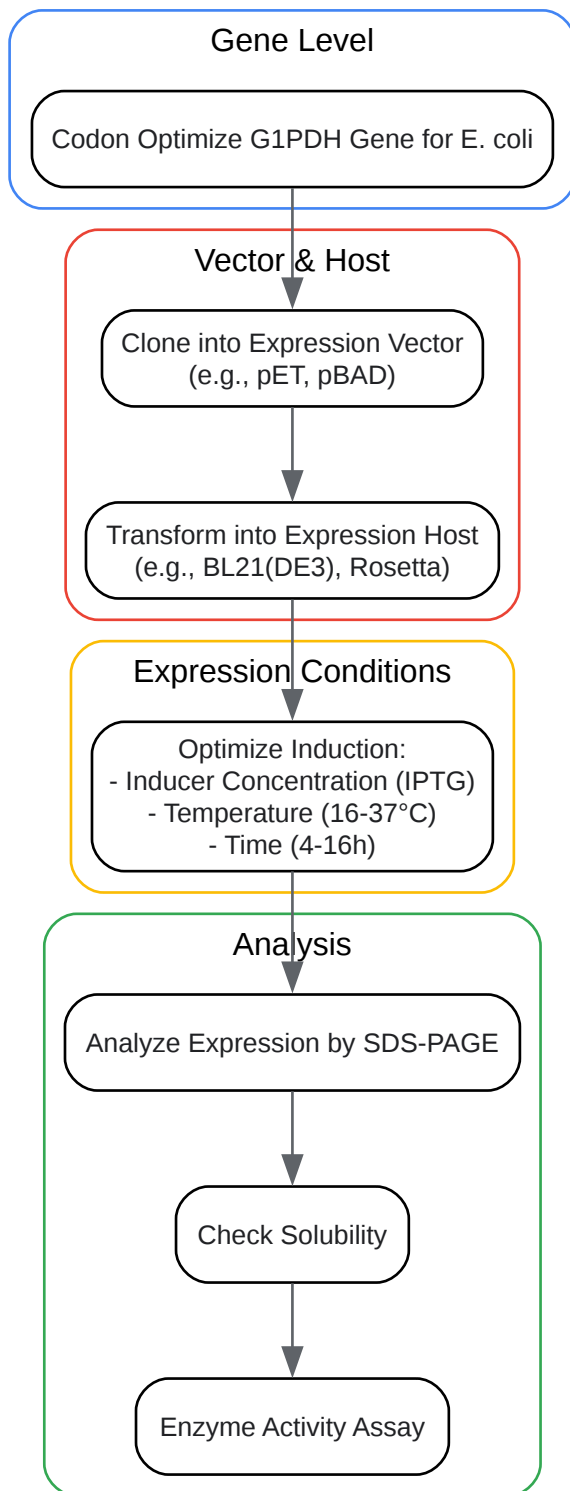 Gene Level
Codon Optimize G1PDH Gene for E. coli
Vector & Host
Clone into Expression Vector
(e.g., pET, pBAD)
Transform into Expression Host
(e.g., BL21(DE3), Rosetta)
Expression Conditions
Optimize Induction:
- Inducer Concentration (IPTG)
- Temperature (16-37°C)
- Time (4-16h)
Analysis
Analyze Expression by SDS-PAGE
Check Solubility
Enzyme Activity Assay